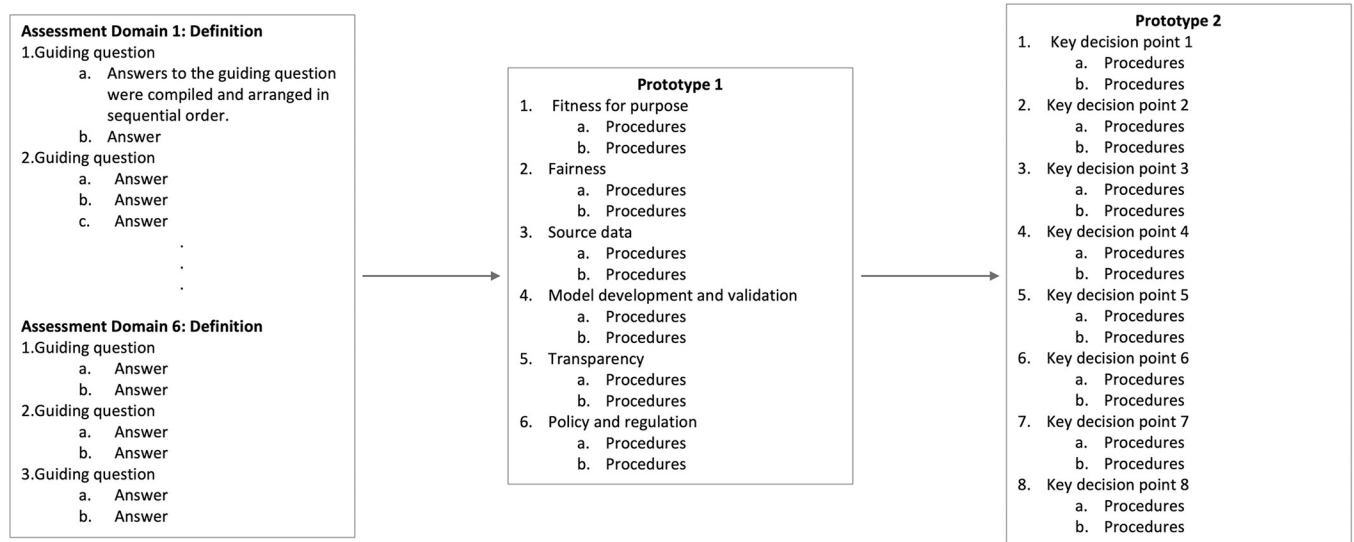 Assessment Domain 1: Definition
1.Guiding question
a. Answers to the guiding question
were compiled and arranged in
sequential order.
b. Answer
2.Guiding question
a. Answer
b. Answer
c. Answer
.
.
.
Assessment Domain 6: Definition
1.Guiding question
a. Answer
b. Answer
2.Guiding question
a. Answer
b. Answer
3.Guiding question
a. Answer
b. Answer
Prototype 1
1. Fitness for purpose
a. Procedures
b. Procedures
2. Fairness
a. Procedures
b. Procedures
3. Source data
a. Procedures
b. Procedures
4. Model development and validation
a. Procedures
b. Procedures
5. Transparency
a. Procedures
b. Procedures
6. Policy and regulation
a. Procedures
b. Procedures
Prototype 2
1. Key decision point 1
a. Procedures
b. Procedures
2. Key decision point 2
a. Procedures
b. Procedures
3. Key decision point 3
a. Procedures
b. Procedures
4. Key decision point 4
a. Procedures
b. Procedures
5. Key decision point 5
a. Procedures
b. Procedures
6. Key decision point 6
a. Procedures
b. Procedures
7. Key decision point 7
a. Procedures
b. Procedures
8. Key decision point 8
a. Procedures
b. Procedures